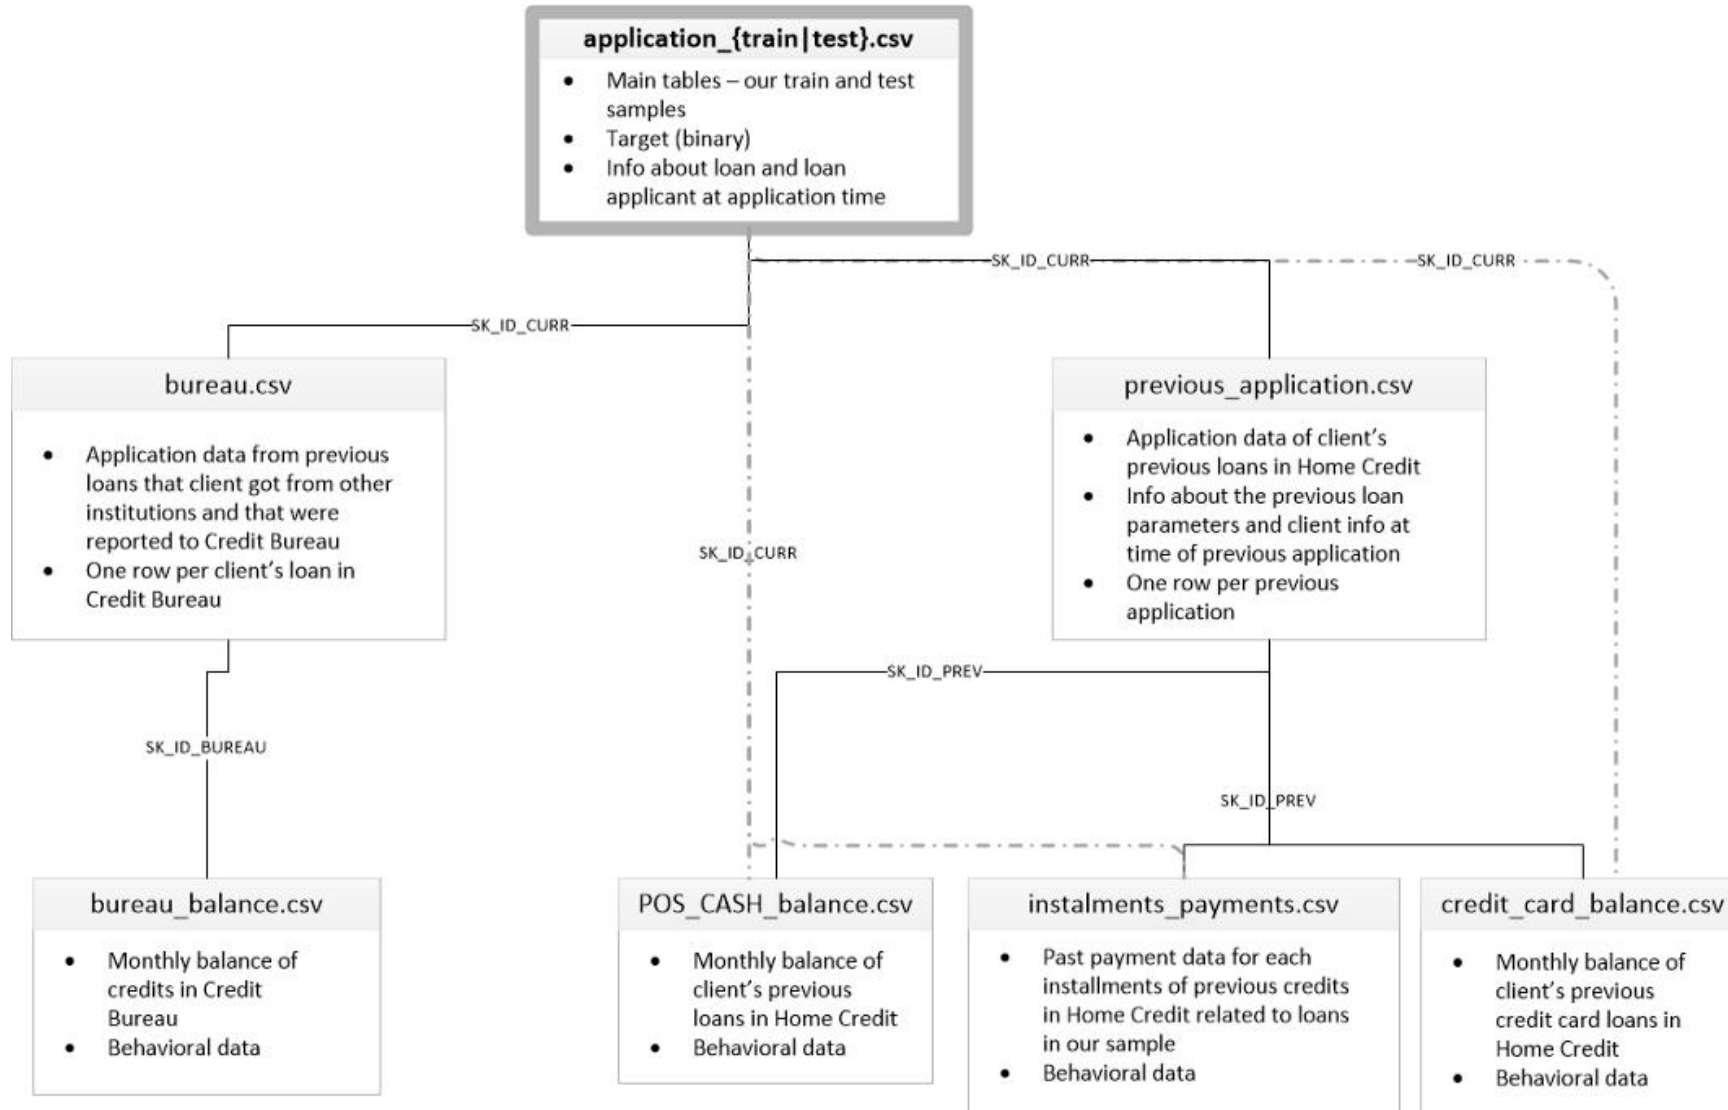 application_{train|test}.csv
• Main tables – our train and test
samples
• Target (binary)
• Info about loan and loan
applicant at application time
SK_ID_CURR
SK_ID_CURR
SK_ID_CURR
bureau.csv
• Application data from previous
loans that client got from other
institutions and that were
reported to Credit Bureau
• One row per client’s loan in
Credit Bureau
previous_application.csv
• Application data of client’s
previous loans in Home Credit
• Info about the previous loan
parameters and client info at
time of previous application
• One row per previous
application
SK_ID_CURR
SK_ID_PREV
SK_ID_BUREAU
SK_ID_PREV
bureau_balance.csv
• Monthly balance of
credits in Credit
Bureau
• Behavioral data
POS_CASH_balance.csv
• Monthly balance of
client’s previous
loans in Home Credit
• Behavioral data
instalments_payments.csv
• Past payment data for each
installments of previous credits
in Home Credit related to loans
in our sample
• Behavioral data
credit_card_balance.csv
• Monthly balance of
client’s previous
credit card loans in
Home Credit
• Behavioral data